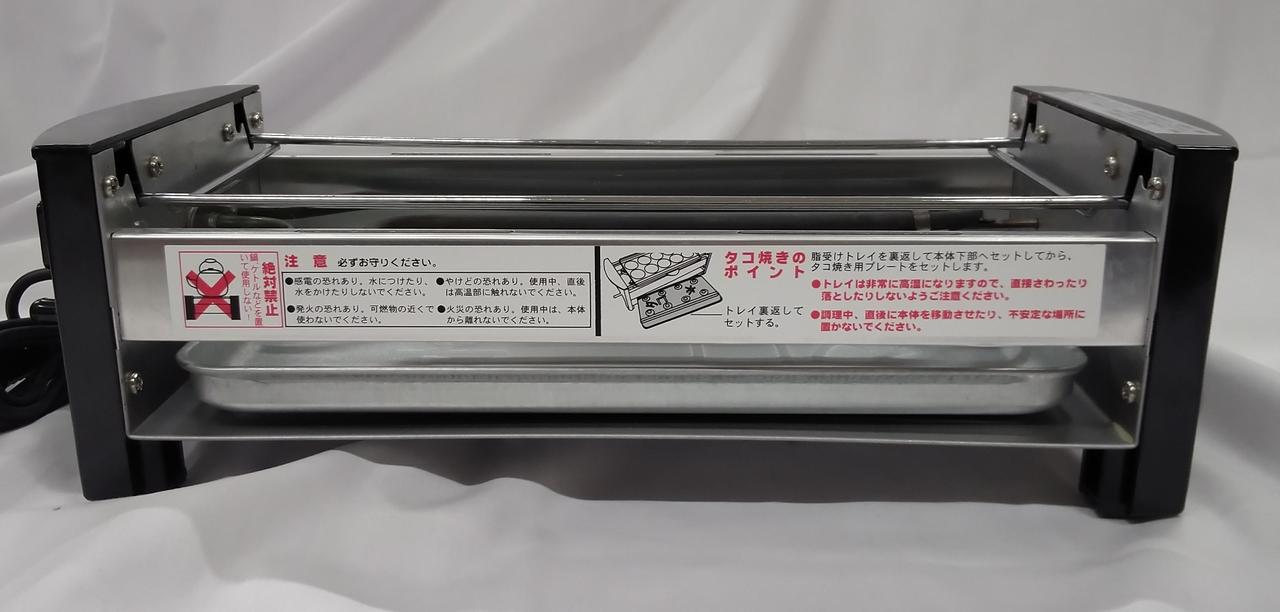 絶対禁止
鍋、ケトルなどを置
いて使用しない！
注 意 必ずお守りください。
●感電の恐れあり。水につけたり、
水をかけたりしないでください。
●発火の恐れあり。可燃物の近くで
使わないでください。
●やけどの恐れあり。使用中、直後
は高温部に触れないでください。
●火災の恐れあり。使用中は、本体
から離れないでください。
トレイ裏返して
セットする。
タコ焼きの
ポイント
脂受けトレイを裏返して本体下部へセットしてから、
タコ焼き用プレートをセットします。
●トレイは非常に高温になりますので、直接さわったり
落としたりしないようご注意ください。
●調理中、直後に本体を移動させたり、不安定な場所に
置かないでください。